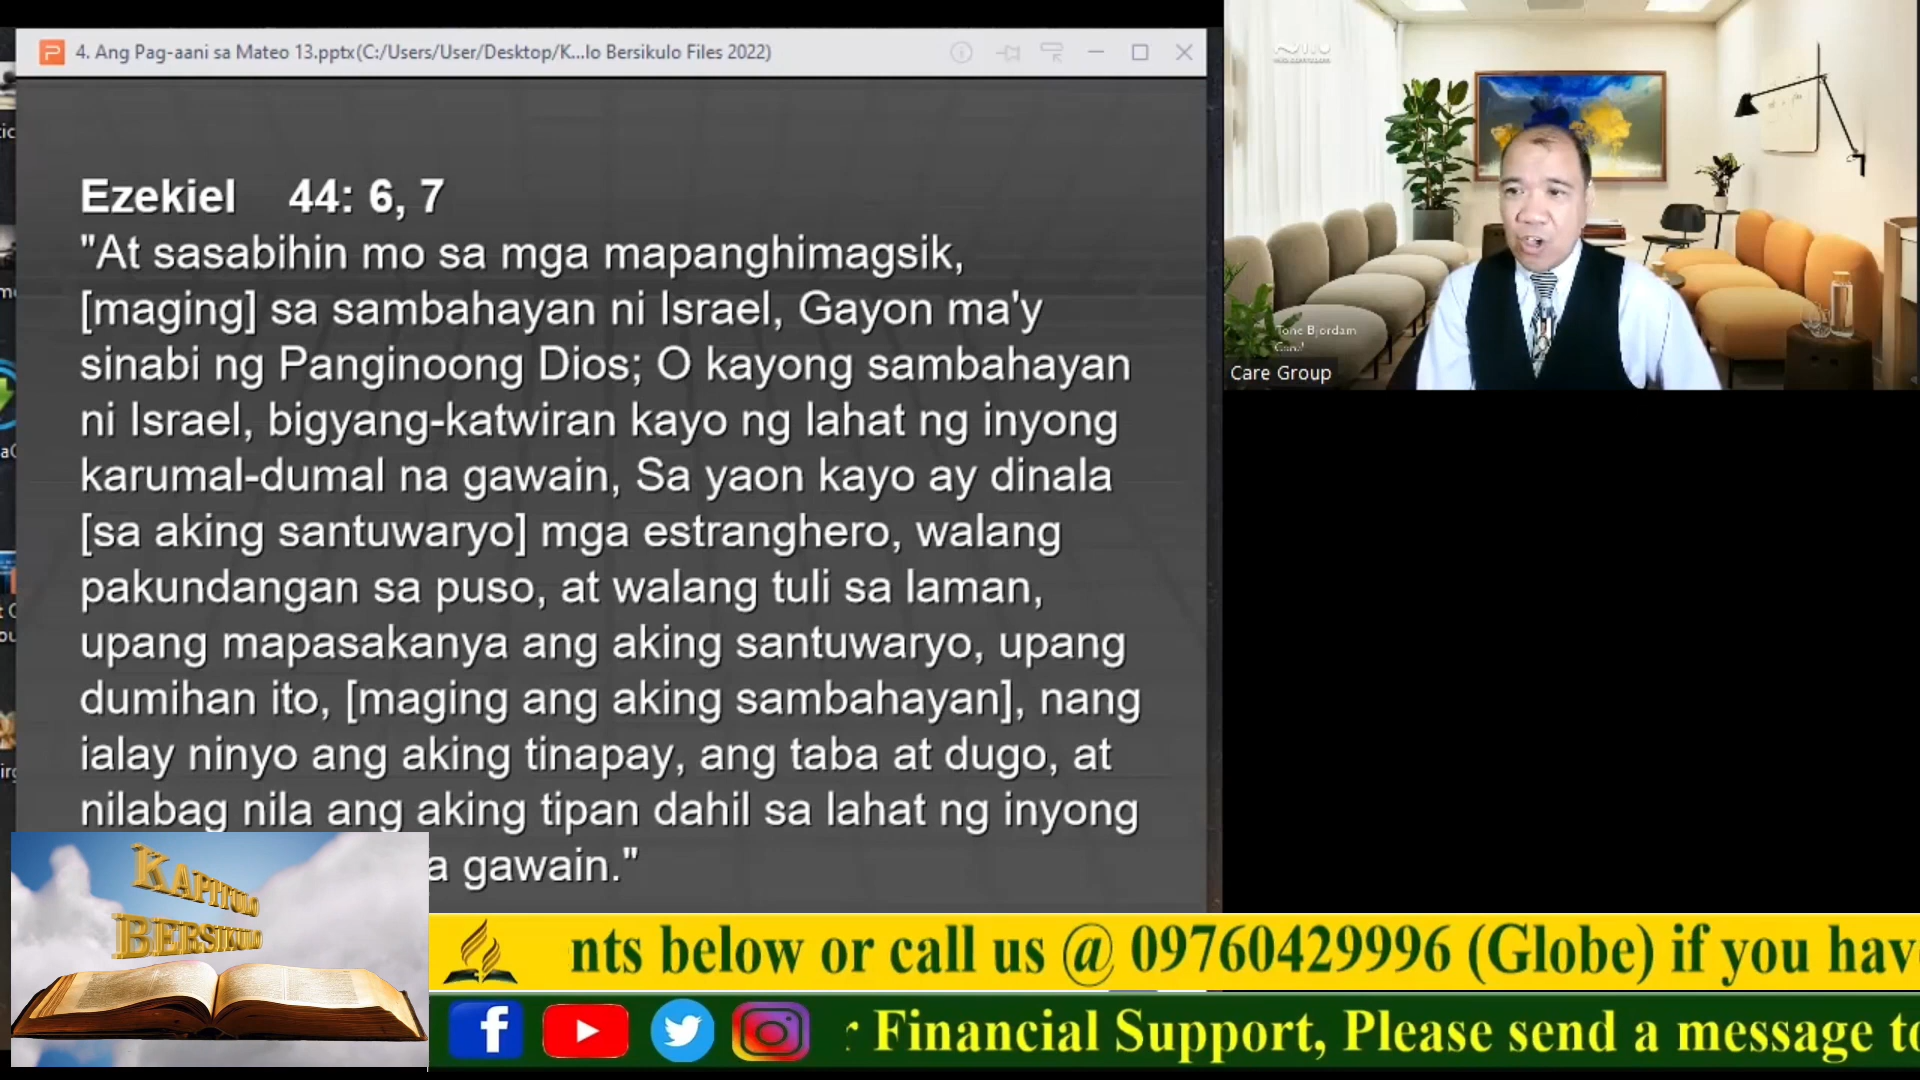 4. Ang Pag-aani sa Mateo 13.pptx(C:/Users/User/Desktop/K...lo Bersikulo Files 2022)
Ezekiel 44: 6, 7
"At sasabihin mo sa mga mapanghimagsik,
[maging] sa sambahayan ni Israel, Gayon ma'y
sinabi ng Panginoong Dios; O kayong sambahayan
ni Israel, bigyang-katwiran kayo ng lahat ng inyong
karumal-dumal na gawain, Sa yaon kayo ay dinala
[sa aking santuwaryo] mga estranghero, walang
pakundangan sa puso, at walang tuli sa laman,
upang mapasakanya ang aking santuwaryo, upang
dumihan ito, [maging ang aking sambahayan], nang
ialay ninyo ang aking tinapay, ang taba at dugo, at
nilabag nila ang aking tipan dahil sa lahat ng inyong
a gawain."
Tone Bjordam
Care Group
KAPITULO
BERSIKULO
nts below or call us @ 09760429996 (Globe) if you hav
r Financial Support, Please send a message to